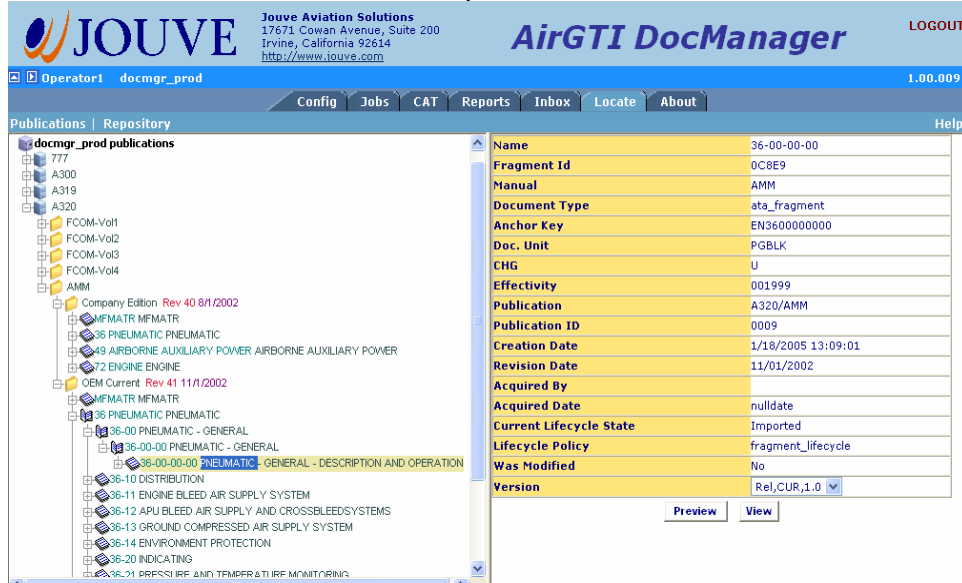 JOUVE
Jouve Aviation Solutions
17671 Cowan Avenue, Suite 200
Irvine, California 92614
http://www.jouve.com
AirGTI DocManager
LOGOUT
Operator1 docmgr_prod
1.00.009
Config Jobs CAT Reports Inbox Locate About
Publications | Repository
Help
docmgr_prod publications
777
A300
A319
A320
FCOM-Vol1
FCOM-Vol2
FCOM-Vol3
FCOM-Vol4
AMM
Company Edition Rev 40 8/1/2002
MFMATR MFMATR
36 PNEUMATIC PNEUMATIC
49 AIRBORNE AUXILIARY POWER AIRBORNE AUXILIARY POWER
72 ENGINE ENGINE
OEM Current Rev 41 11/1/2002
MFMATR MFMATR
36 PNEUMATIC PNEUMATIC
36-00 PNEUMATIC - GENERAL
36-00-00 PNEUMATIC - GENERAL
36-00-00-00 PNEUMATIC - GENERAL - DESCRIPTION AND OPERATION
36-10 DISTRIBUTION
36-11 ENGINE BLEED AIR SUPPLY SYSTEM
36-12 APU BLEED AIR SUPPLY AND CROSSBLEEDSYSTEMS
36-13 GROUND COMPRESSED AIR SUPPLY SYSTEM
36-14 ENVIRONMENT PROTECTION
36-20 INDICATING
36-21 PRESSURE AND TEMPERATURE MONITORING
Name 36-00-00-00
Fragment Id 0C8E9
Manual AMM
Document Type ata_fragment
Anchor Key EN3600000000
Doc. Unit PGBLK
CHG U
Effectivity 001999
Publication A320/AMM
Publication ID 0009
Creation Date 1/18/2005 13:09:01
Revision Date 11/01/2002
Acquired By
Acquired Date nulldate
Current Lifecycle State Imported
Lifecycle Policy fragment_lifecycle
Was Modified No
Version Rel,CUR,1.0
Preview View